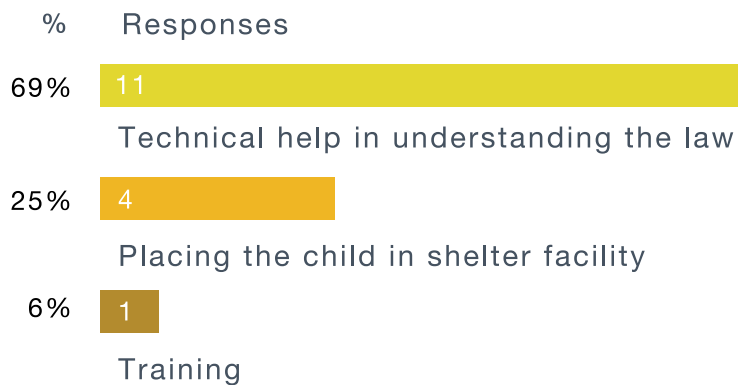 % Responses
69% 11
Technical help in understanding the law
25% 4
Placing the child in shelter facility
6% 1
Training